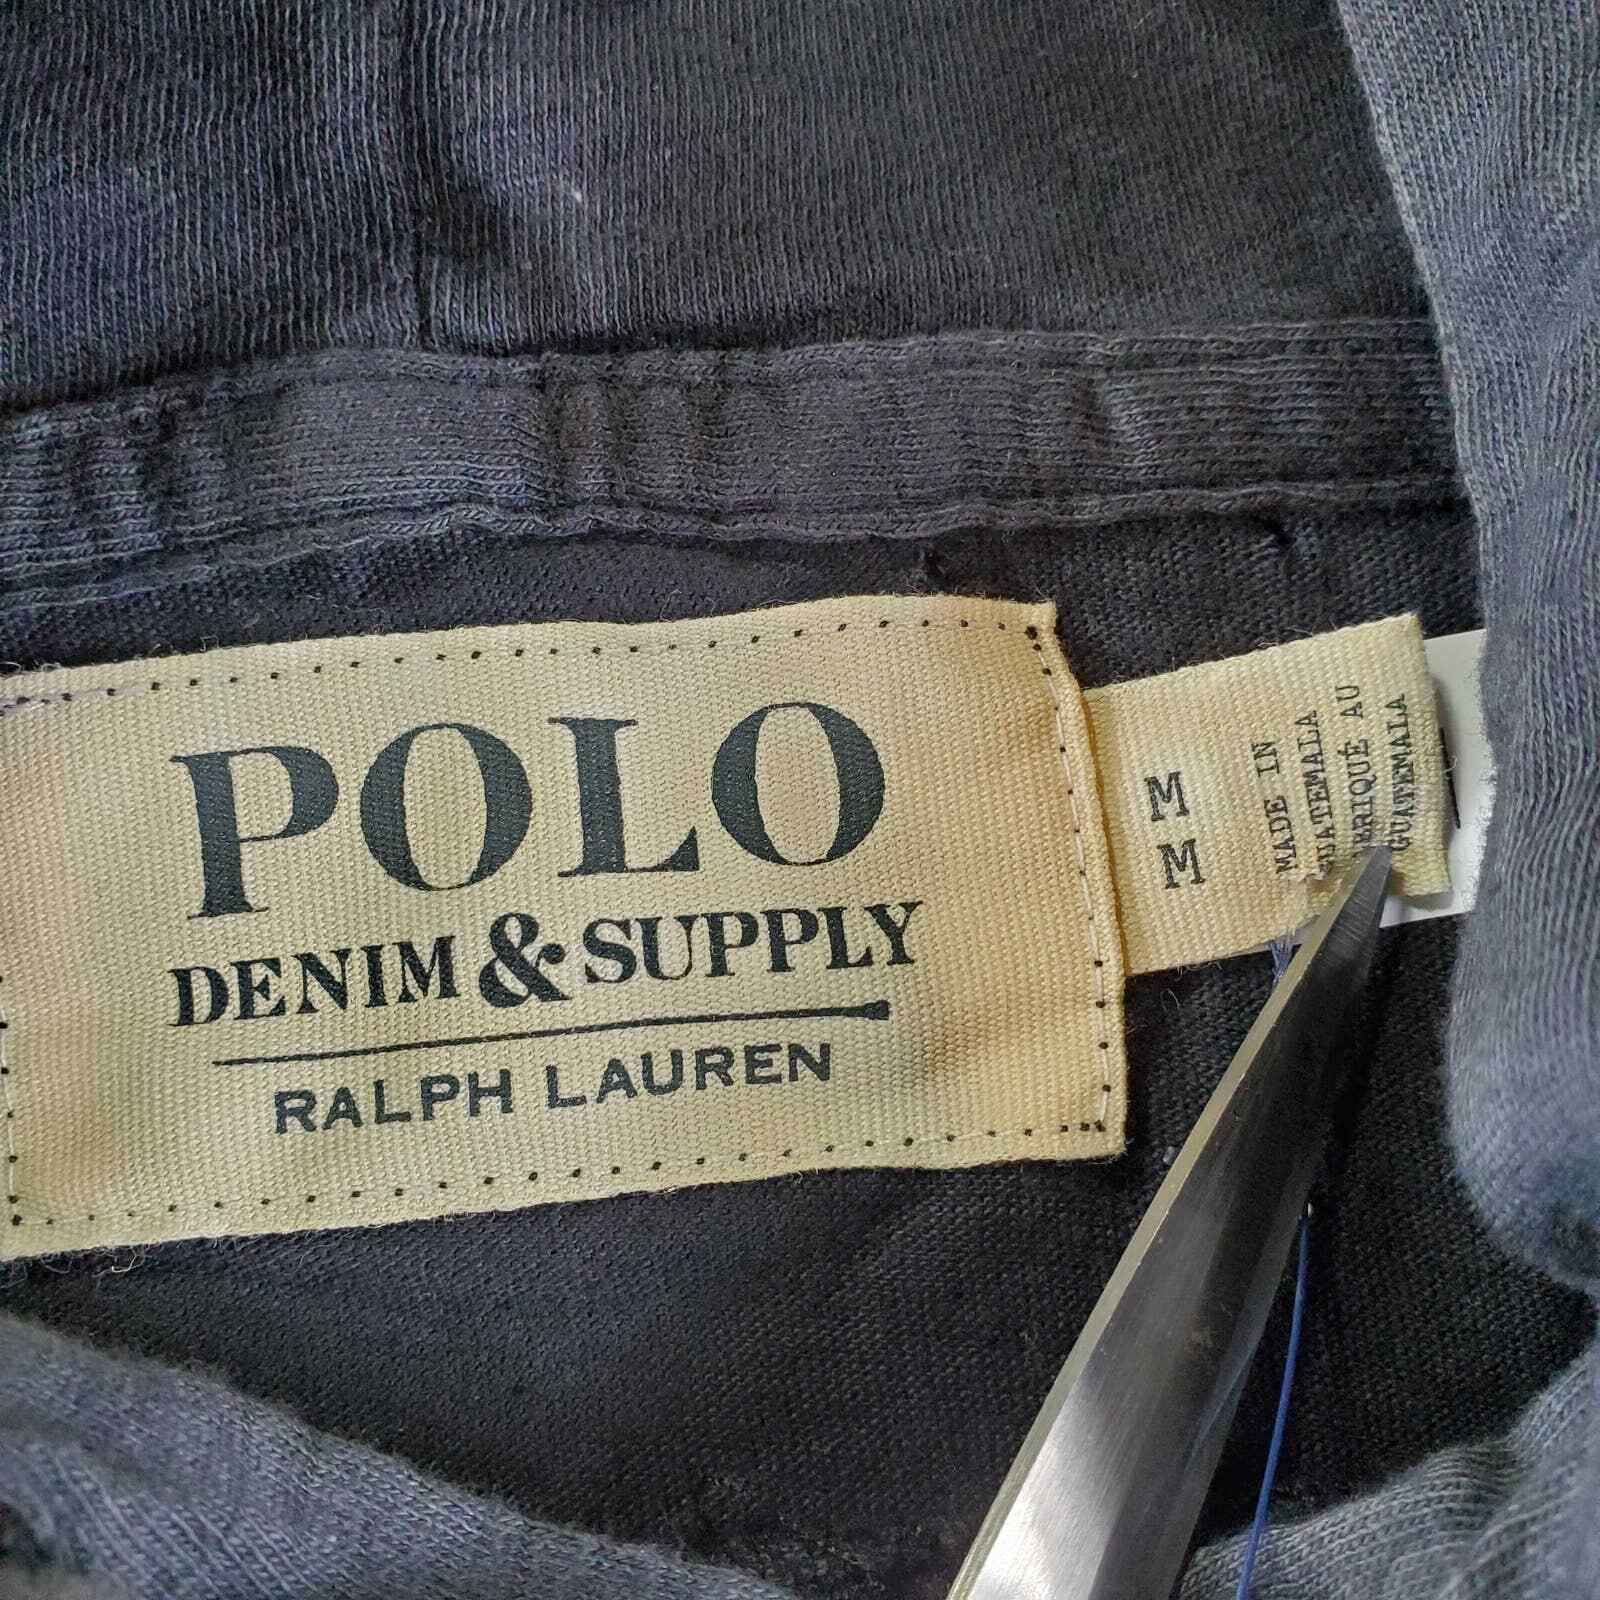 POLO
DENIM & SUPPLY
RALPH LAUREN
M
M
MADE IN
GUATEMALA
FABRIQUÉ AU
GUATEMALA